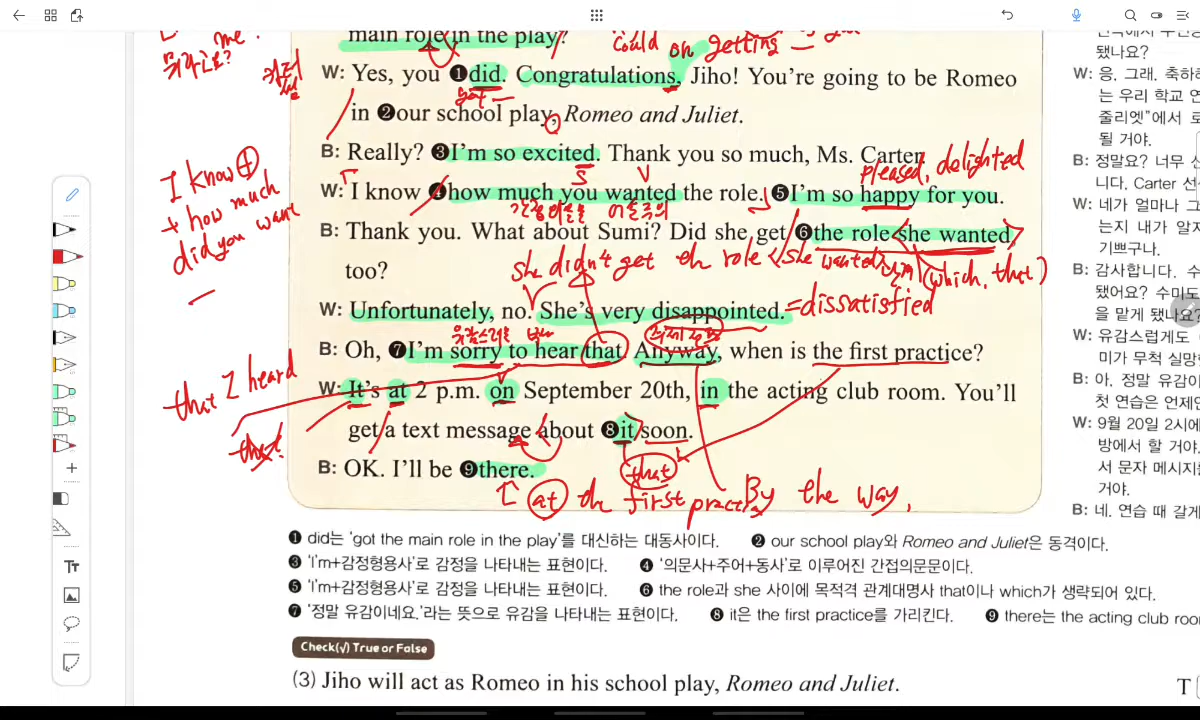 main role in the play?
could on getting
me?
뭐라고요?
W: Yes, you ❶did. Congratulations, Jiho! You're going to be Romeo
got
in ❷our school play, Romeo and Juliet.
B: Really? ❸I'm so excited. Thank you so much, Ms. Carter.
pleased, delighted
W: I know ❹how much you wanted the role. ❺I'm so happy for you.
I know
+ how much
did you want
B: Thank you. What about Sumi? Did she get ❻the role she wanted,
too?
she didn't get the role she wanted (which, that)
W: Unfortunately, no. She's very disappointed.
= dissatisfied
B: Oh, ❼I'm sorry to hear that. Anyway, when is the first practice?
that I heard
W: It's at 2 p.m. on September 20th, in the acting club room. You'll
that
get a text message about ❽it soon.
that
B: OK. I'll be ❾there.
at the first practice By the way,
❶ did는 'got the main role in the play'를 대신하는 대동사이다. ❷ our school play와 Romeo and Juliet은 동격이다.
❸ 'I'm+감정형용사'로 감정을 나타내는 표현이다. ❹ '의문사+주어+동사'로 이루어진 간접의문문이다.
❺ 'I'm+감정형용사'로 감정을 나타내는 표현이다. ❻ the role과 she 사이에 목적격 관계대명사 that이나 which가 생략되어 있다.
❼ '정말 유감이네요.'라는 뜻으로 유감을 나타내는 표현이다. ❽ it은 the first practice를 가리킨다. ❾ there는 the acting club roo
Check(√) True or False
(3) Jiho will act as Romeo in his school play, Romeo and Juliet.
T
됐나요?
W: 응, 그래. 축하하
는 우리 학교 연
줄리엣"에서 로
될 거야.
B: 정말요? 너무 신
니다, Carter 선
W: 네가 얼마나 그
는지 내가 알지
기쁘구나.
B: 감사합니다. 수
됐어요? 수미도
을 맡게 됐나요?
W: 유감스럽게도
미가 무척 실망
B: 아, 정말 유감이
첫 연습은 언제인
W: 9월 20일 2시에
방에서 할 거야.
서 문자 메시지를
거야.
B: 네. 연습 때 갈게